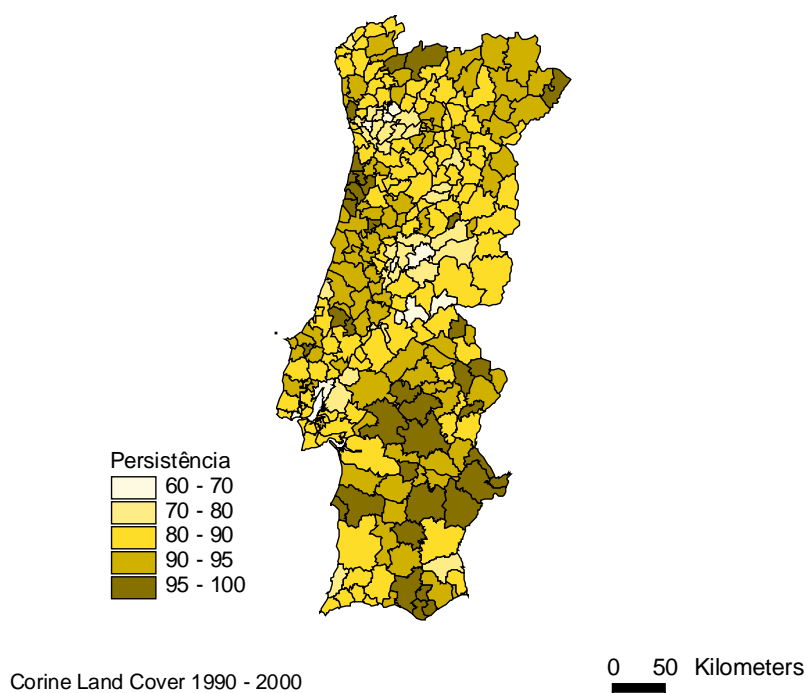 Persistência
60 - 70
70 - 80
80 - 90
90 - 95
95 - 100
Corine Land Cover 1990 - 2000
0 50 Kilometers